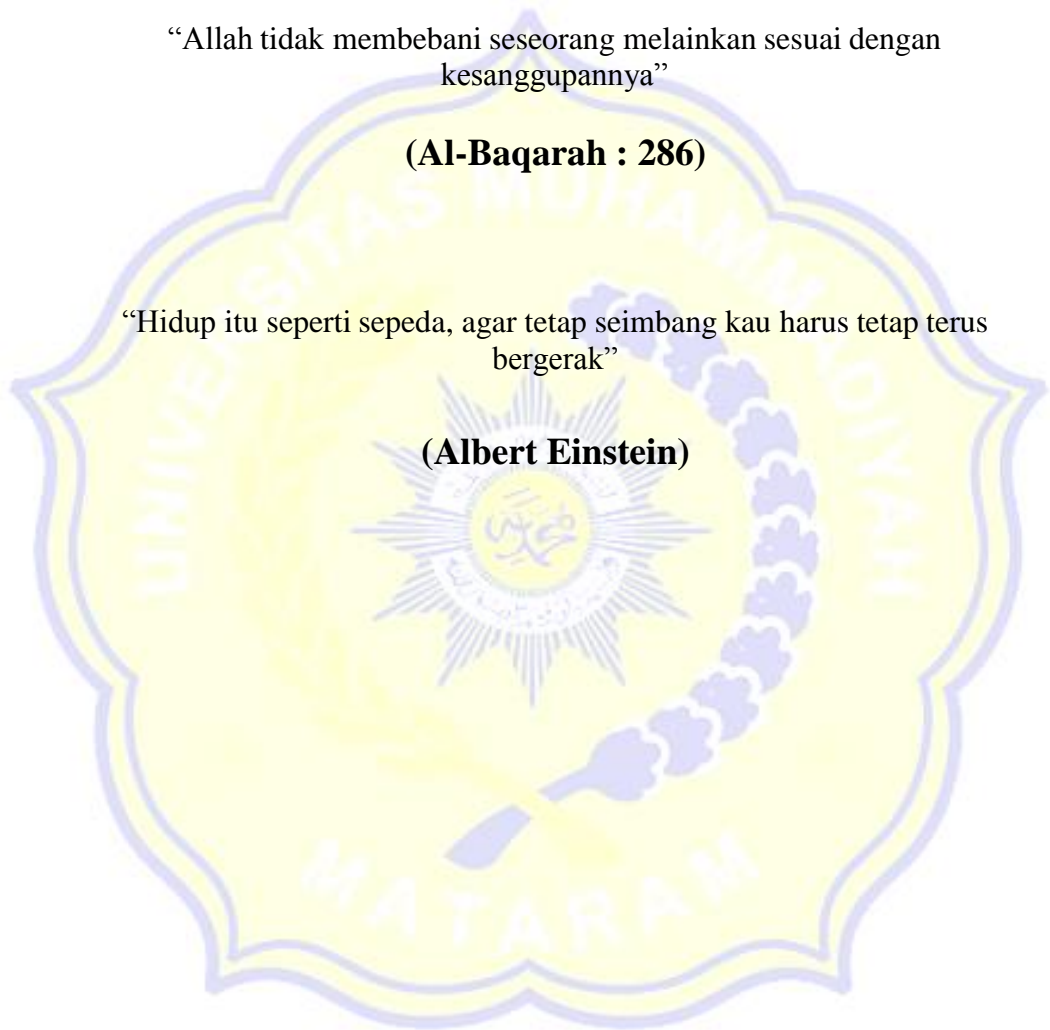 “Allah tidak membebani seseorang melainkan sesuai dengan
kesanggupannya”
(Al-Baqarah : 286)
“Hidup itu seperti sepeda, agar tetap seimbang kau harus tetap terus
bergerak”
(Albert Einstein)
UNIVERSITAS MUHAMMADIYAH
MATARAM